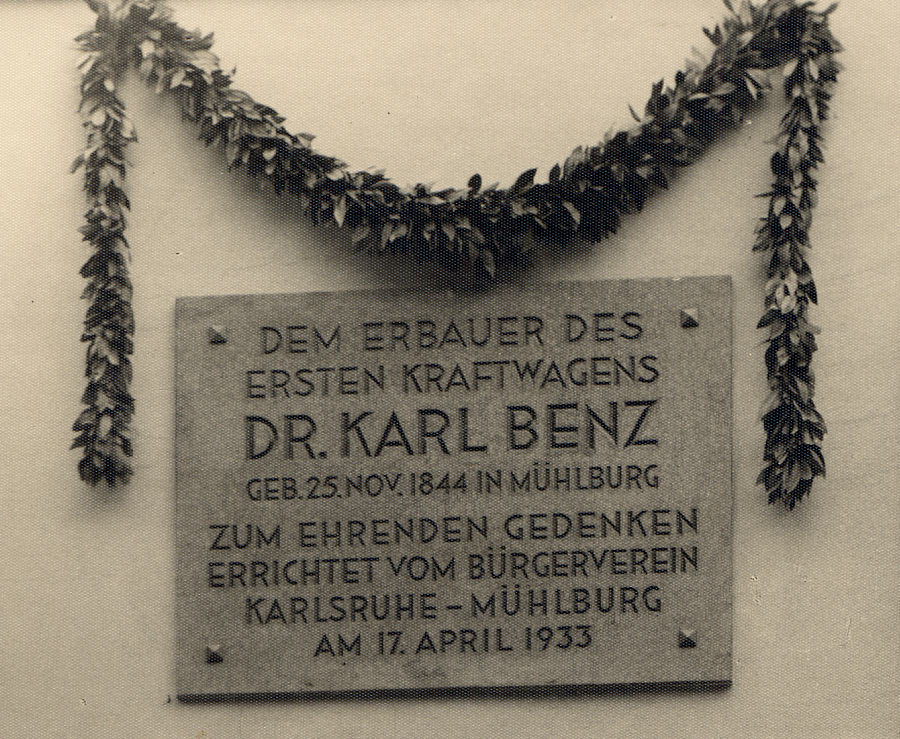 DEM ERBAUER DES
ERSTEN KRAFTWAGENS
DR. KARL BENZ
GEB. 25. NOV. 1844 IN MÜHLBURG
ZUM EHRENDEN GEDENKEN
ERRICHTET VOM BÜRGERVEREIN
KARLSRUHE – MÜHLBURG
AM 17. APRIL 1933